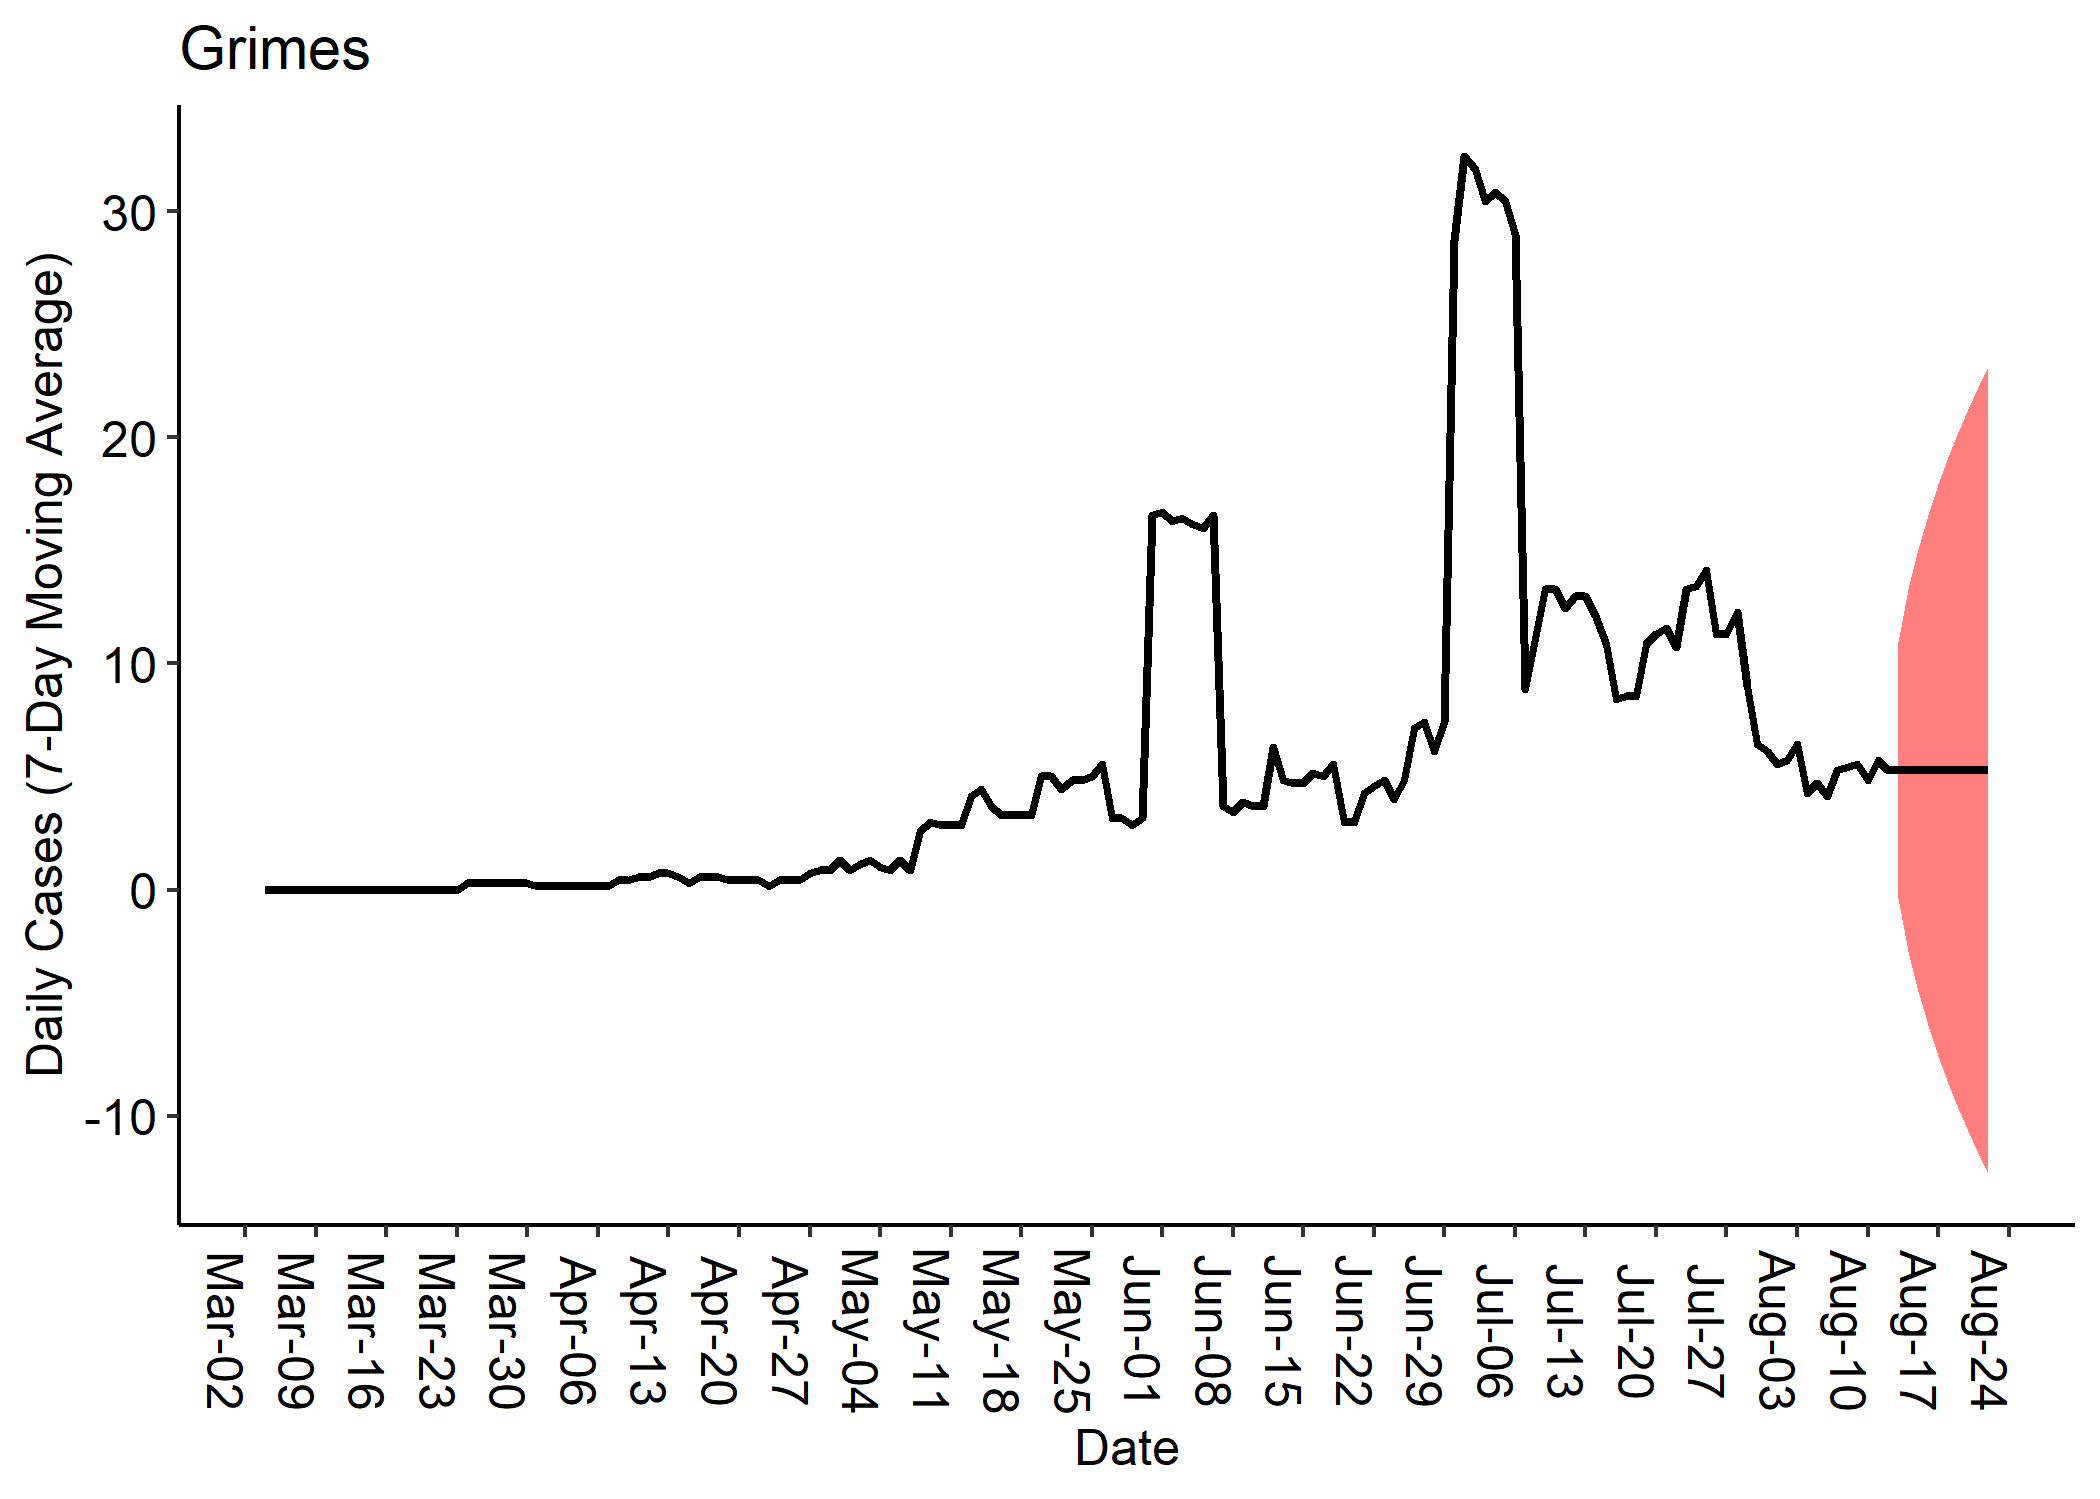 Grimes
Daily Cases (7-Day Moving Average)
30
20
10
0
-10
Mar-02
Mar-09
Mar-16
Mar-23
Mar-30
Apr-06
Apr-13
Apr-20
Apr-27
May-04
May-11
May-18
May-25
Jun-01
Jun-08
Jun-15
Jun-22
Jun-29
Jul-06
Jul-13
Jul-20
Jul-27
Aug-03
Aug-10
Aug-17
Aug-24
Date